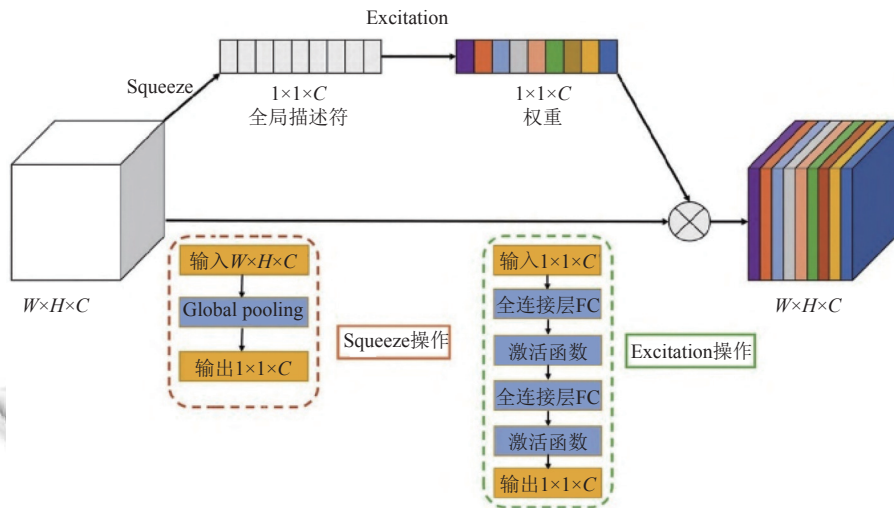 Excitation
Squeeze
1×1×C
全局描述符
1×1×C
权重
W×H×C
W×H×C
输入W×H×C
Global pooling
输出1×1×C
Squeeze操作
输入1×1×C
全连接层FC
激活函数
全连接层FC
激活函数
输出1×1×C
Excitation操作